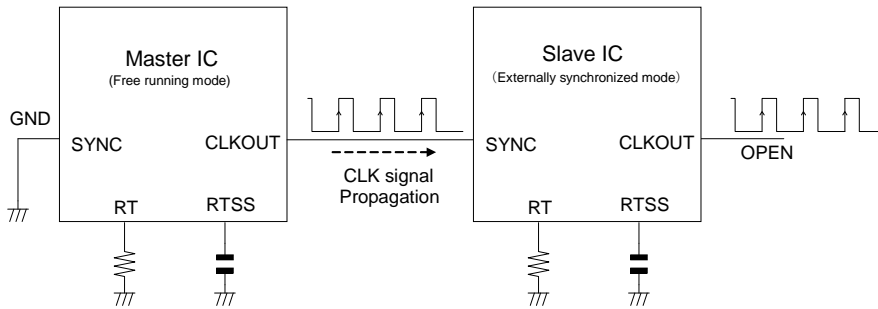 Master IC
(Free running mode)
GND
SYNC
CLKOUT
RT
RTSS
CLK signal
Propagation
Slave IC
（Externally synchronized mode）
SYNC
CLKOUT
OPEN
RT
RTSS